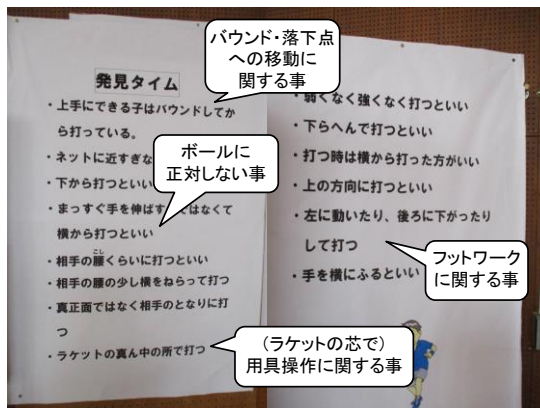 バウンド・落下点
への移動に
関する事
発見タイム
・上手にできる子はバウンドしてか
ら打っている。
・ネットに近すぎな
・下から打つといい
・まっすぐ手を伸ばす
ではなくて
横から打つといい
こし
・相手の腰くらいに打つといい
・相手の腰の少し横をねらって打つ
・真正面ではなく相手のとなりに打
つ
・ラケットの真ん中の所で打つ
ボールに
正対しない事
・弱くなく強くなく打つといい
・下らへんで打つといい
・打つ時は横から打った方がいい
・上の方向に打つといい
・左に動いたり、後ろに下がったり
して打つ
・手を横にふるといい
フットワーク
に関する事
(ラケットの芯で)
用具操作に関する事